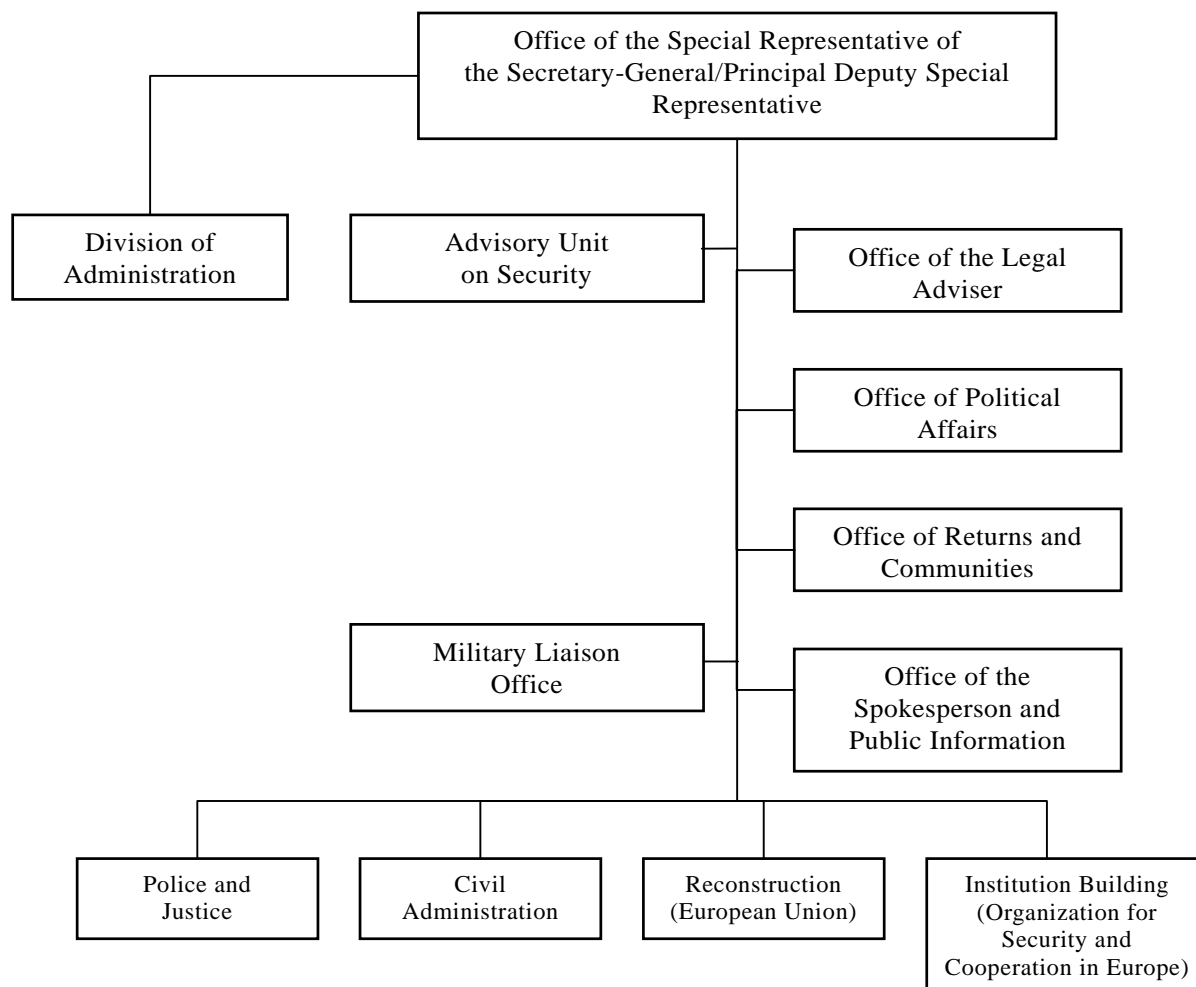 Office of the Special Representative of
the Secretary-General/Principal Deputy Special
Representative
Division of
Administration
Advisory Unit
on Security
Office of the Legal
Adviser
Office of Political
Affairs
Office of Returns and
Communities
Military Liaison
Office
Office of the
Spokesperson and
Public Information
Police and
Justice
Civil
Administration
Reconstruction
(European Union)
Institution Building
(Organization for
Security and
Cooperation in Europe)